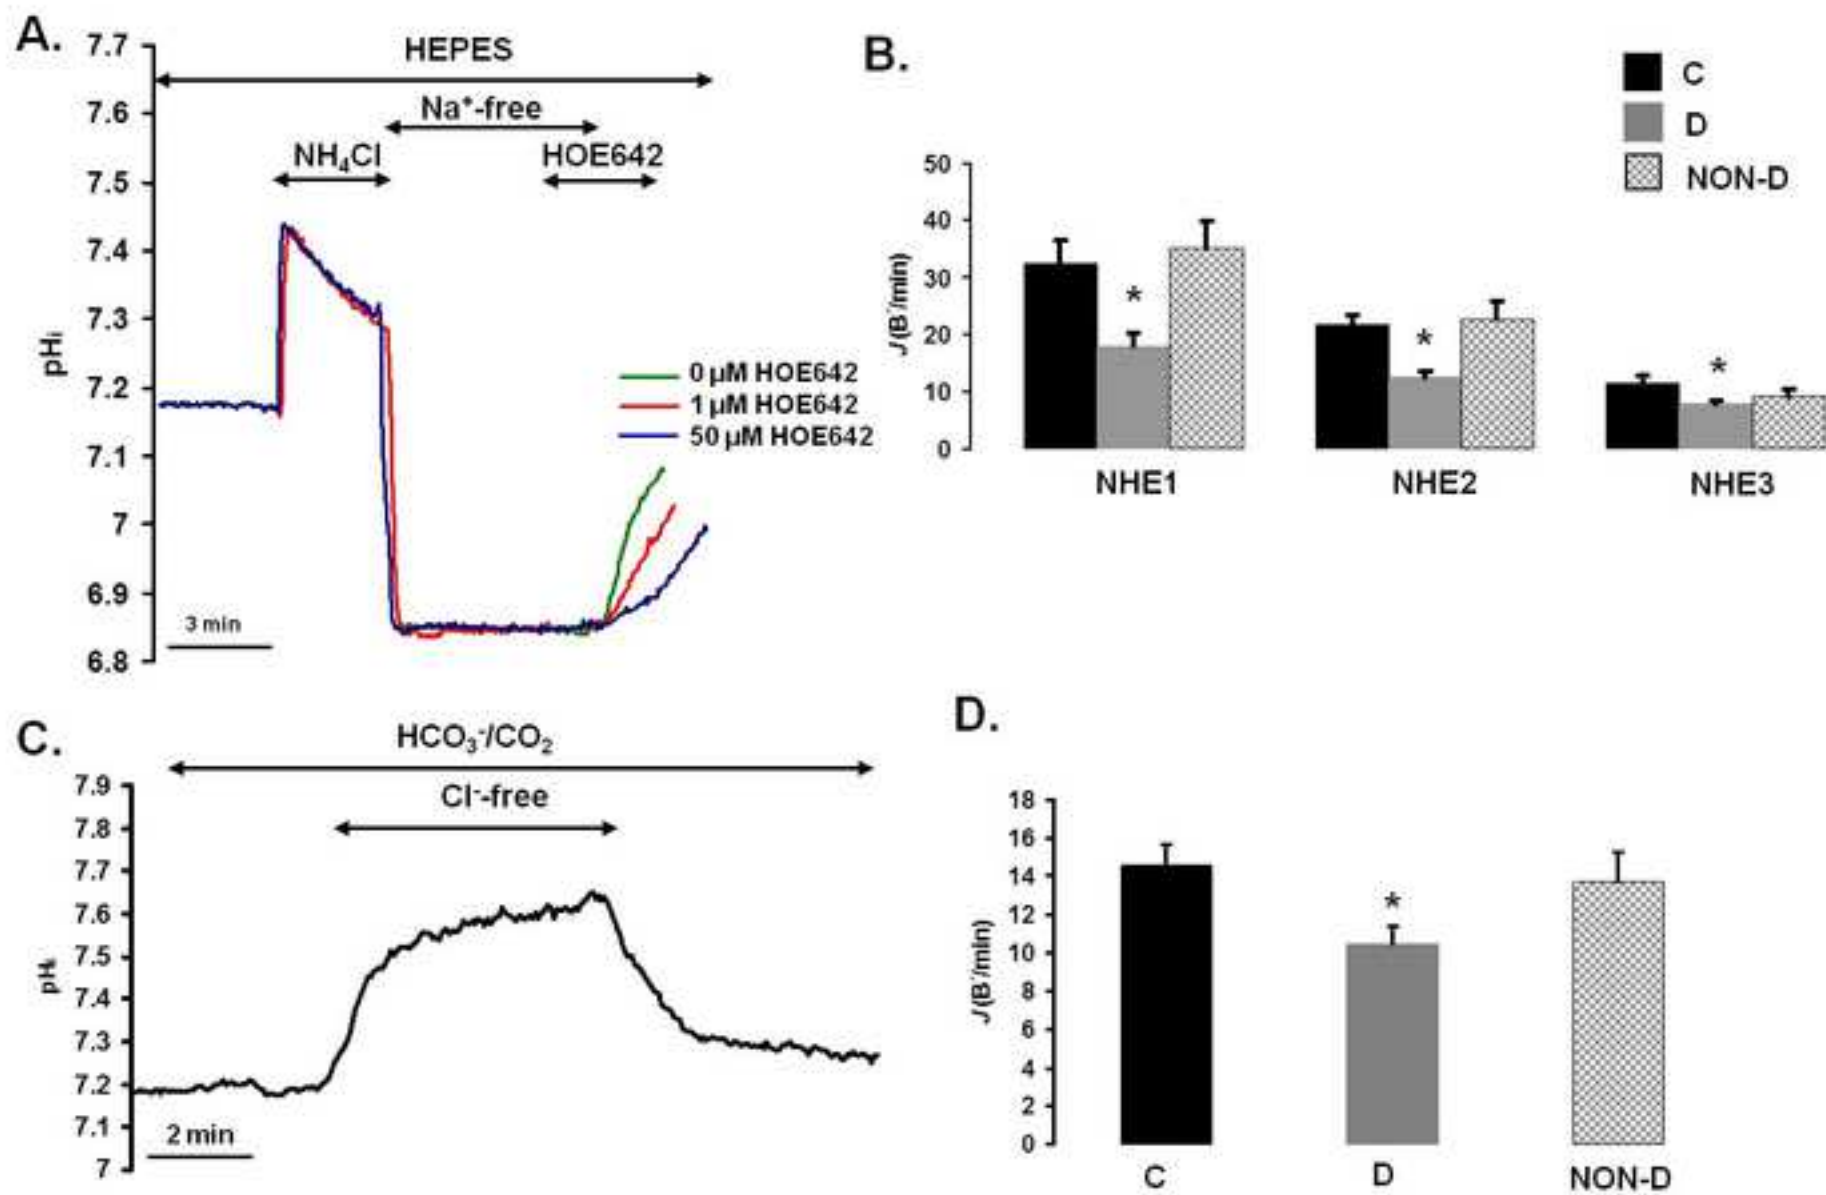 A.
HEPES
Na⁺-free
NH₄Cl
HOE642
7.7
7.6
7.5
7.4
7.3
7.2
7.1
7
6.9
6.8
pHᵢ
0 µM HOE642
1 µM HOE642
50 µM HOE642
3 min
B.
C
D
NON-D
50
40
30
20
10
0
J (B⁻/min)
*
*
*
NHE1
NHE2
NHE3
C.
HCO₃⁻/CO₂
Cl⁻-free
7.9
7.8
7.7
7.6
7.5
7.4
7.3
7.2
7.1
7
pHᵢ
2 min
D.
18
16
14
12
10
8
6
4
2
0
J (B⁻/min)
*
C
D
NON-D